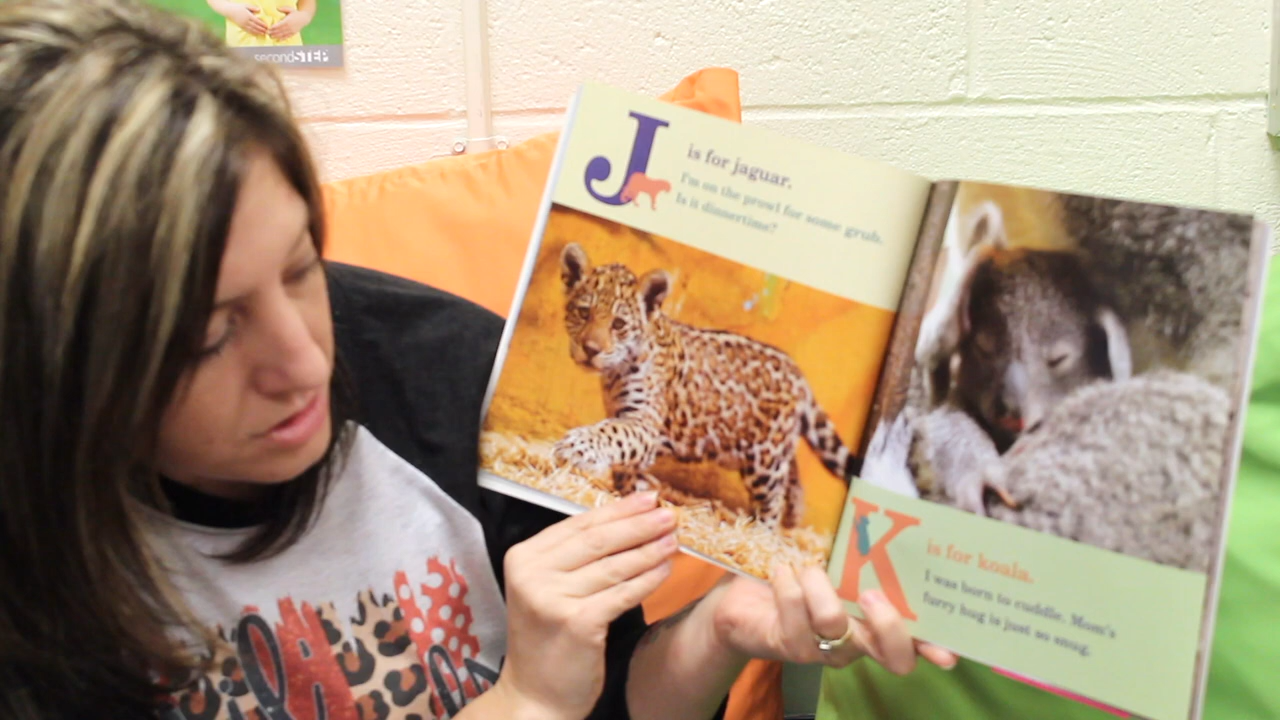 secondSTEP
J
is for jaguar.
I'm on the prowl for some grub.
Is it dinnertime?
K
is for koala.
I was born to cuddle. Mom's
furry hug is just so snug.